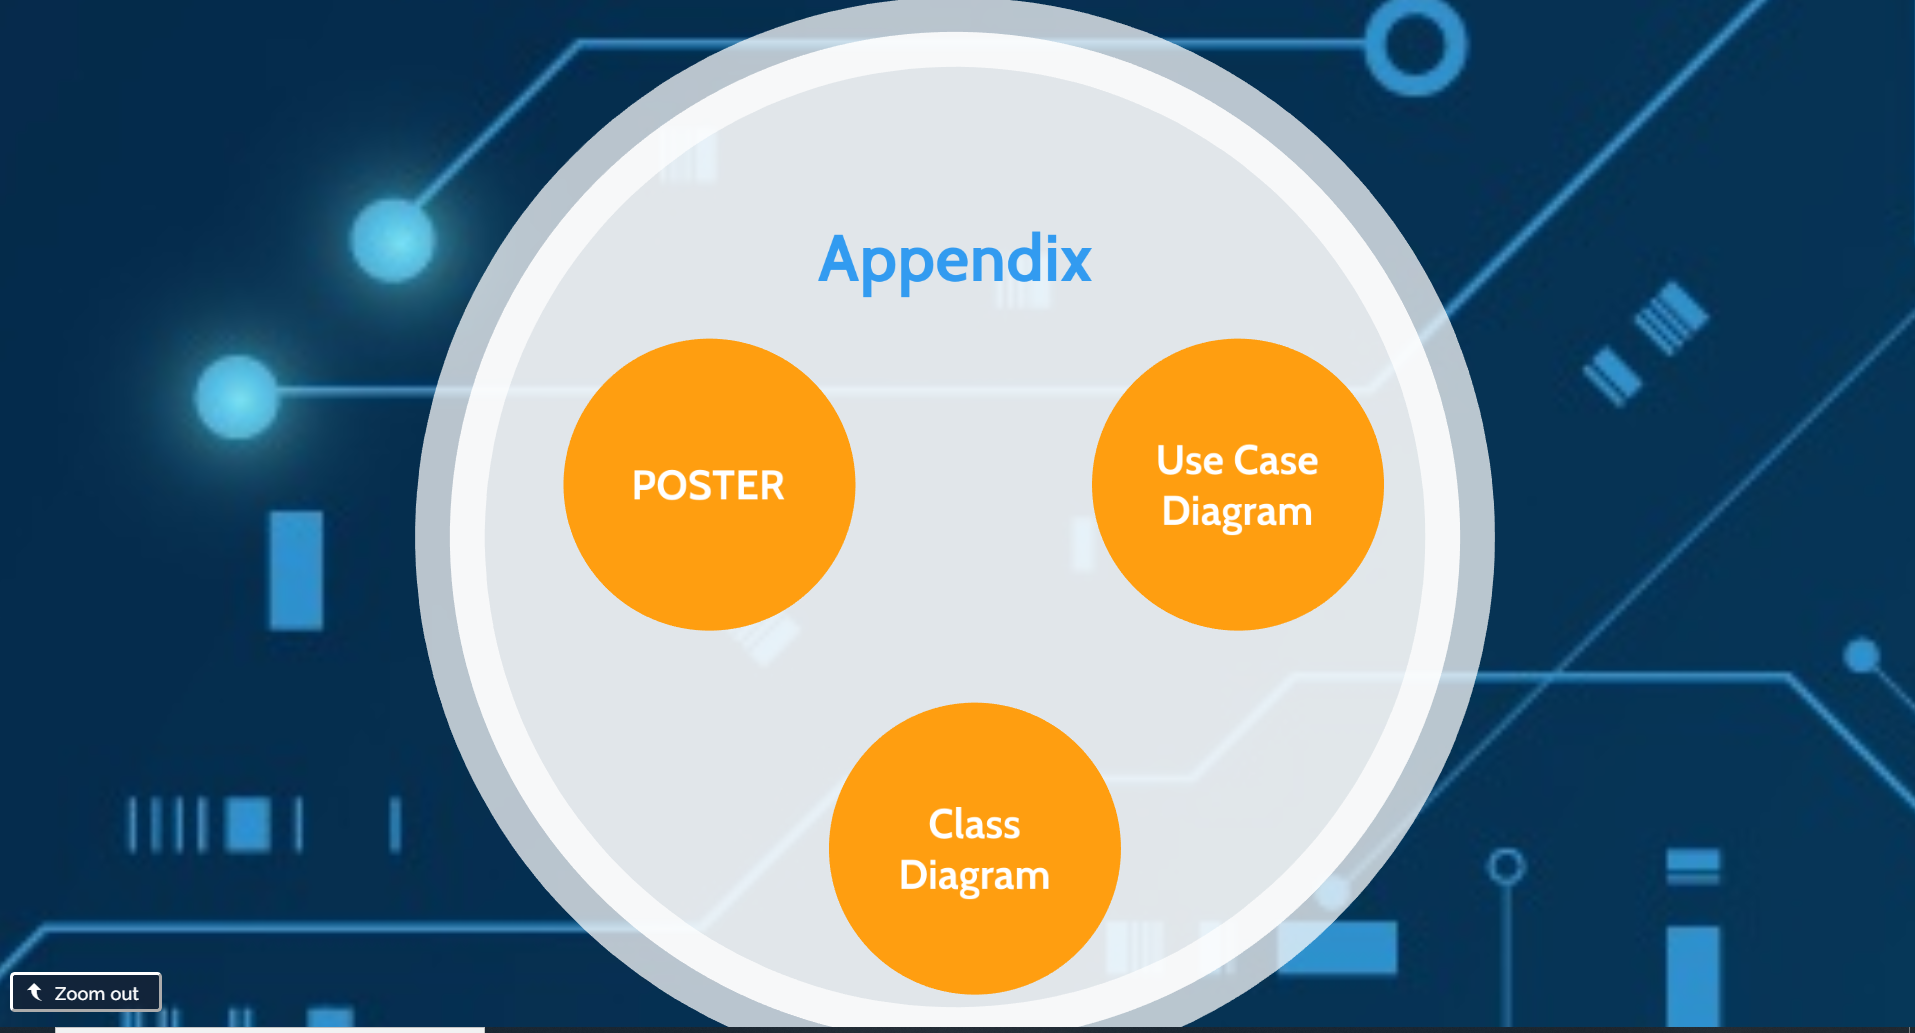 Appendix
POSTER
Use Case
Diagram
Class
Diagram
Zoom out